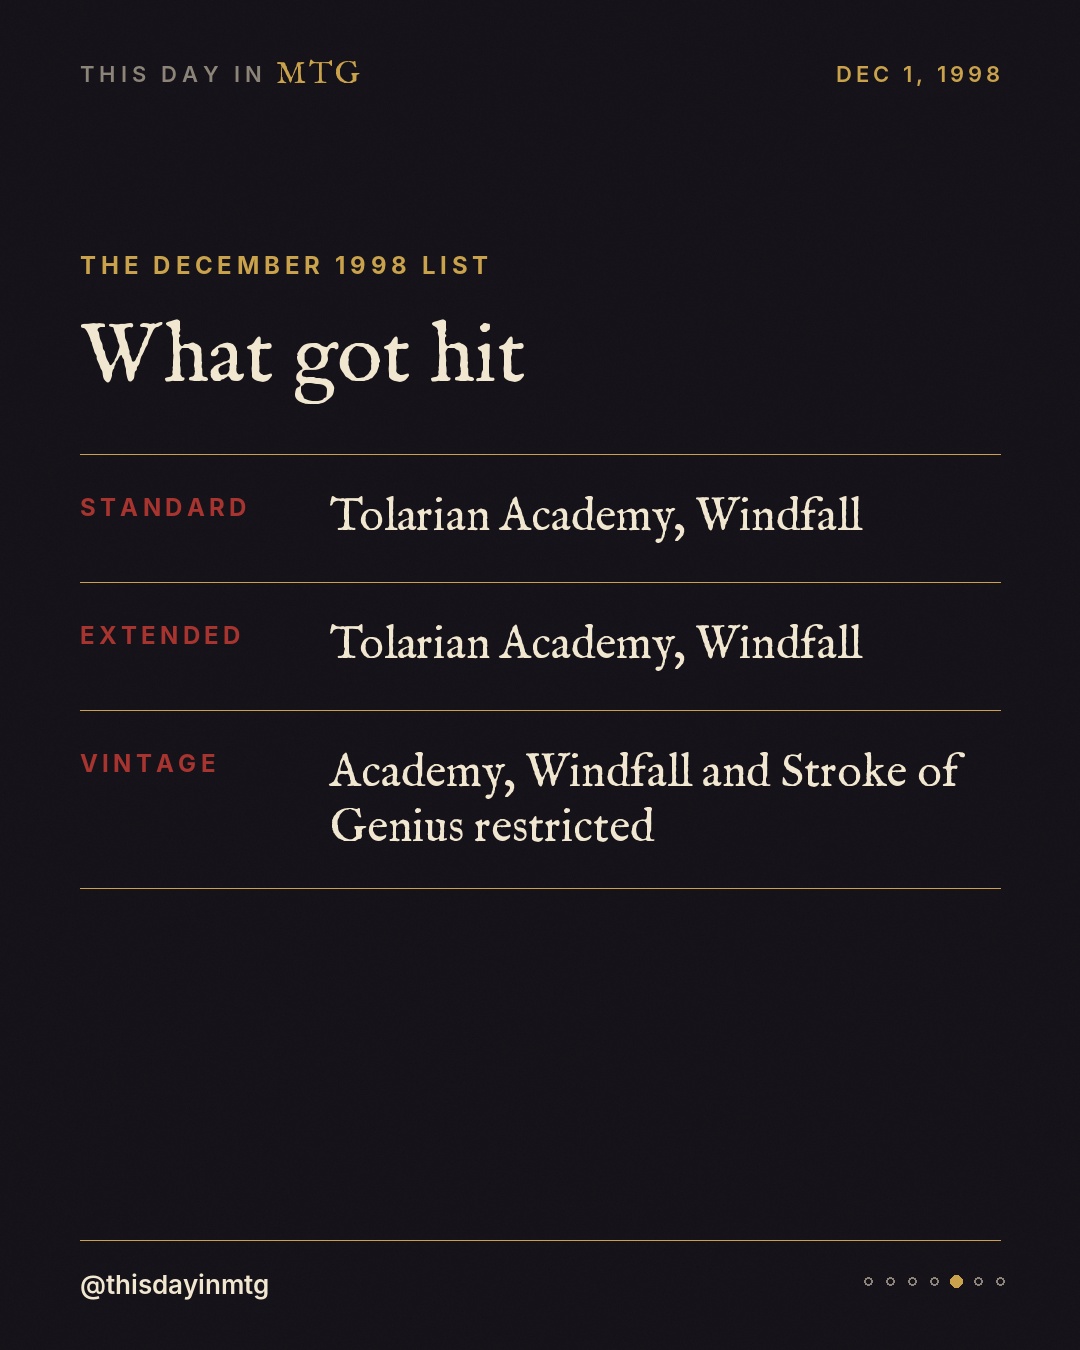 THIS DAY IN MTG
DEC 1, 1998
THE DECEMBER 1998 LIST
What got hit
STANDARD
Tolarian Academy, Windfall
EXTENDED
Tolarian Academy, Windfall
VINTAGE
Academy, Windfall and Stroke of
Genius restricted
@thisdayinmtg